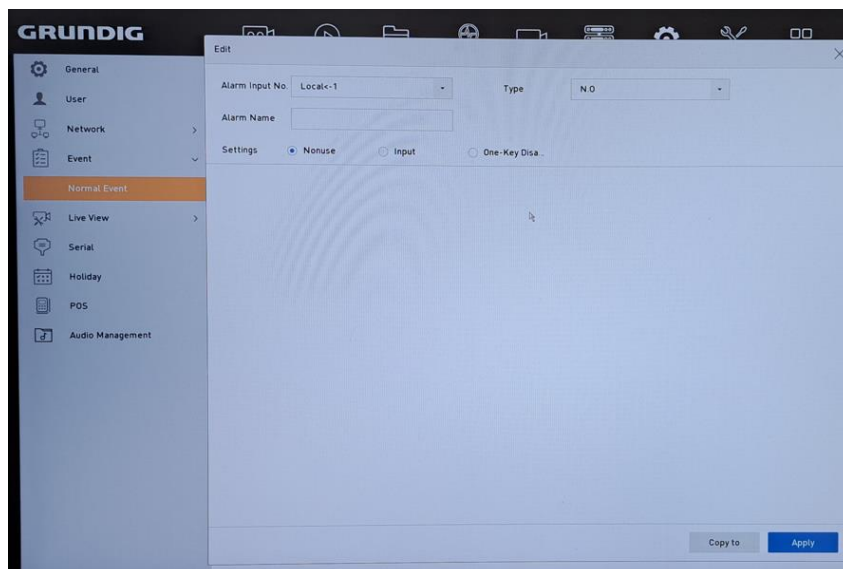 GRUNDIG
Edit
General
Alarm Input No. Local<-1 Type N.O
User
Alarm Name
Network
Settings Nonuse Input One-Key Disa...
Event
Normal Event
Live View
Serial
Holiday
POS
Audio Management
Copy to Apply